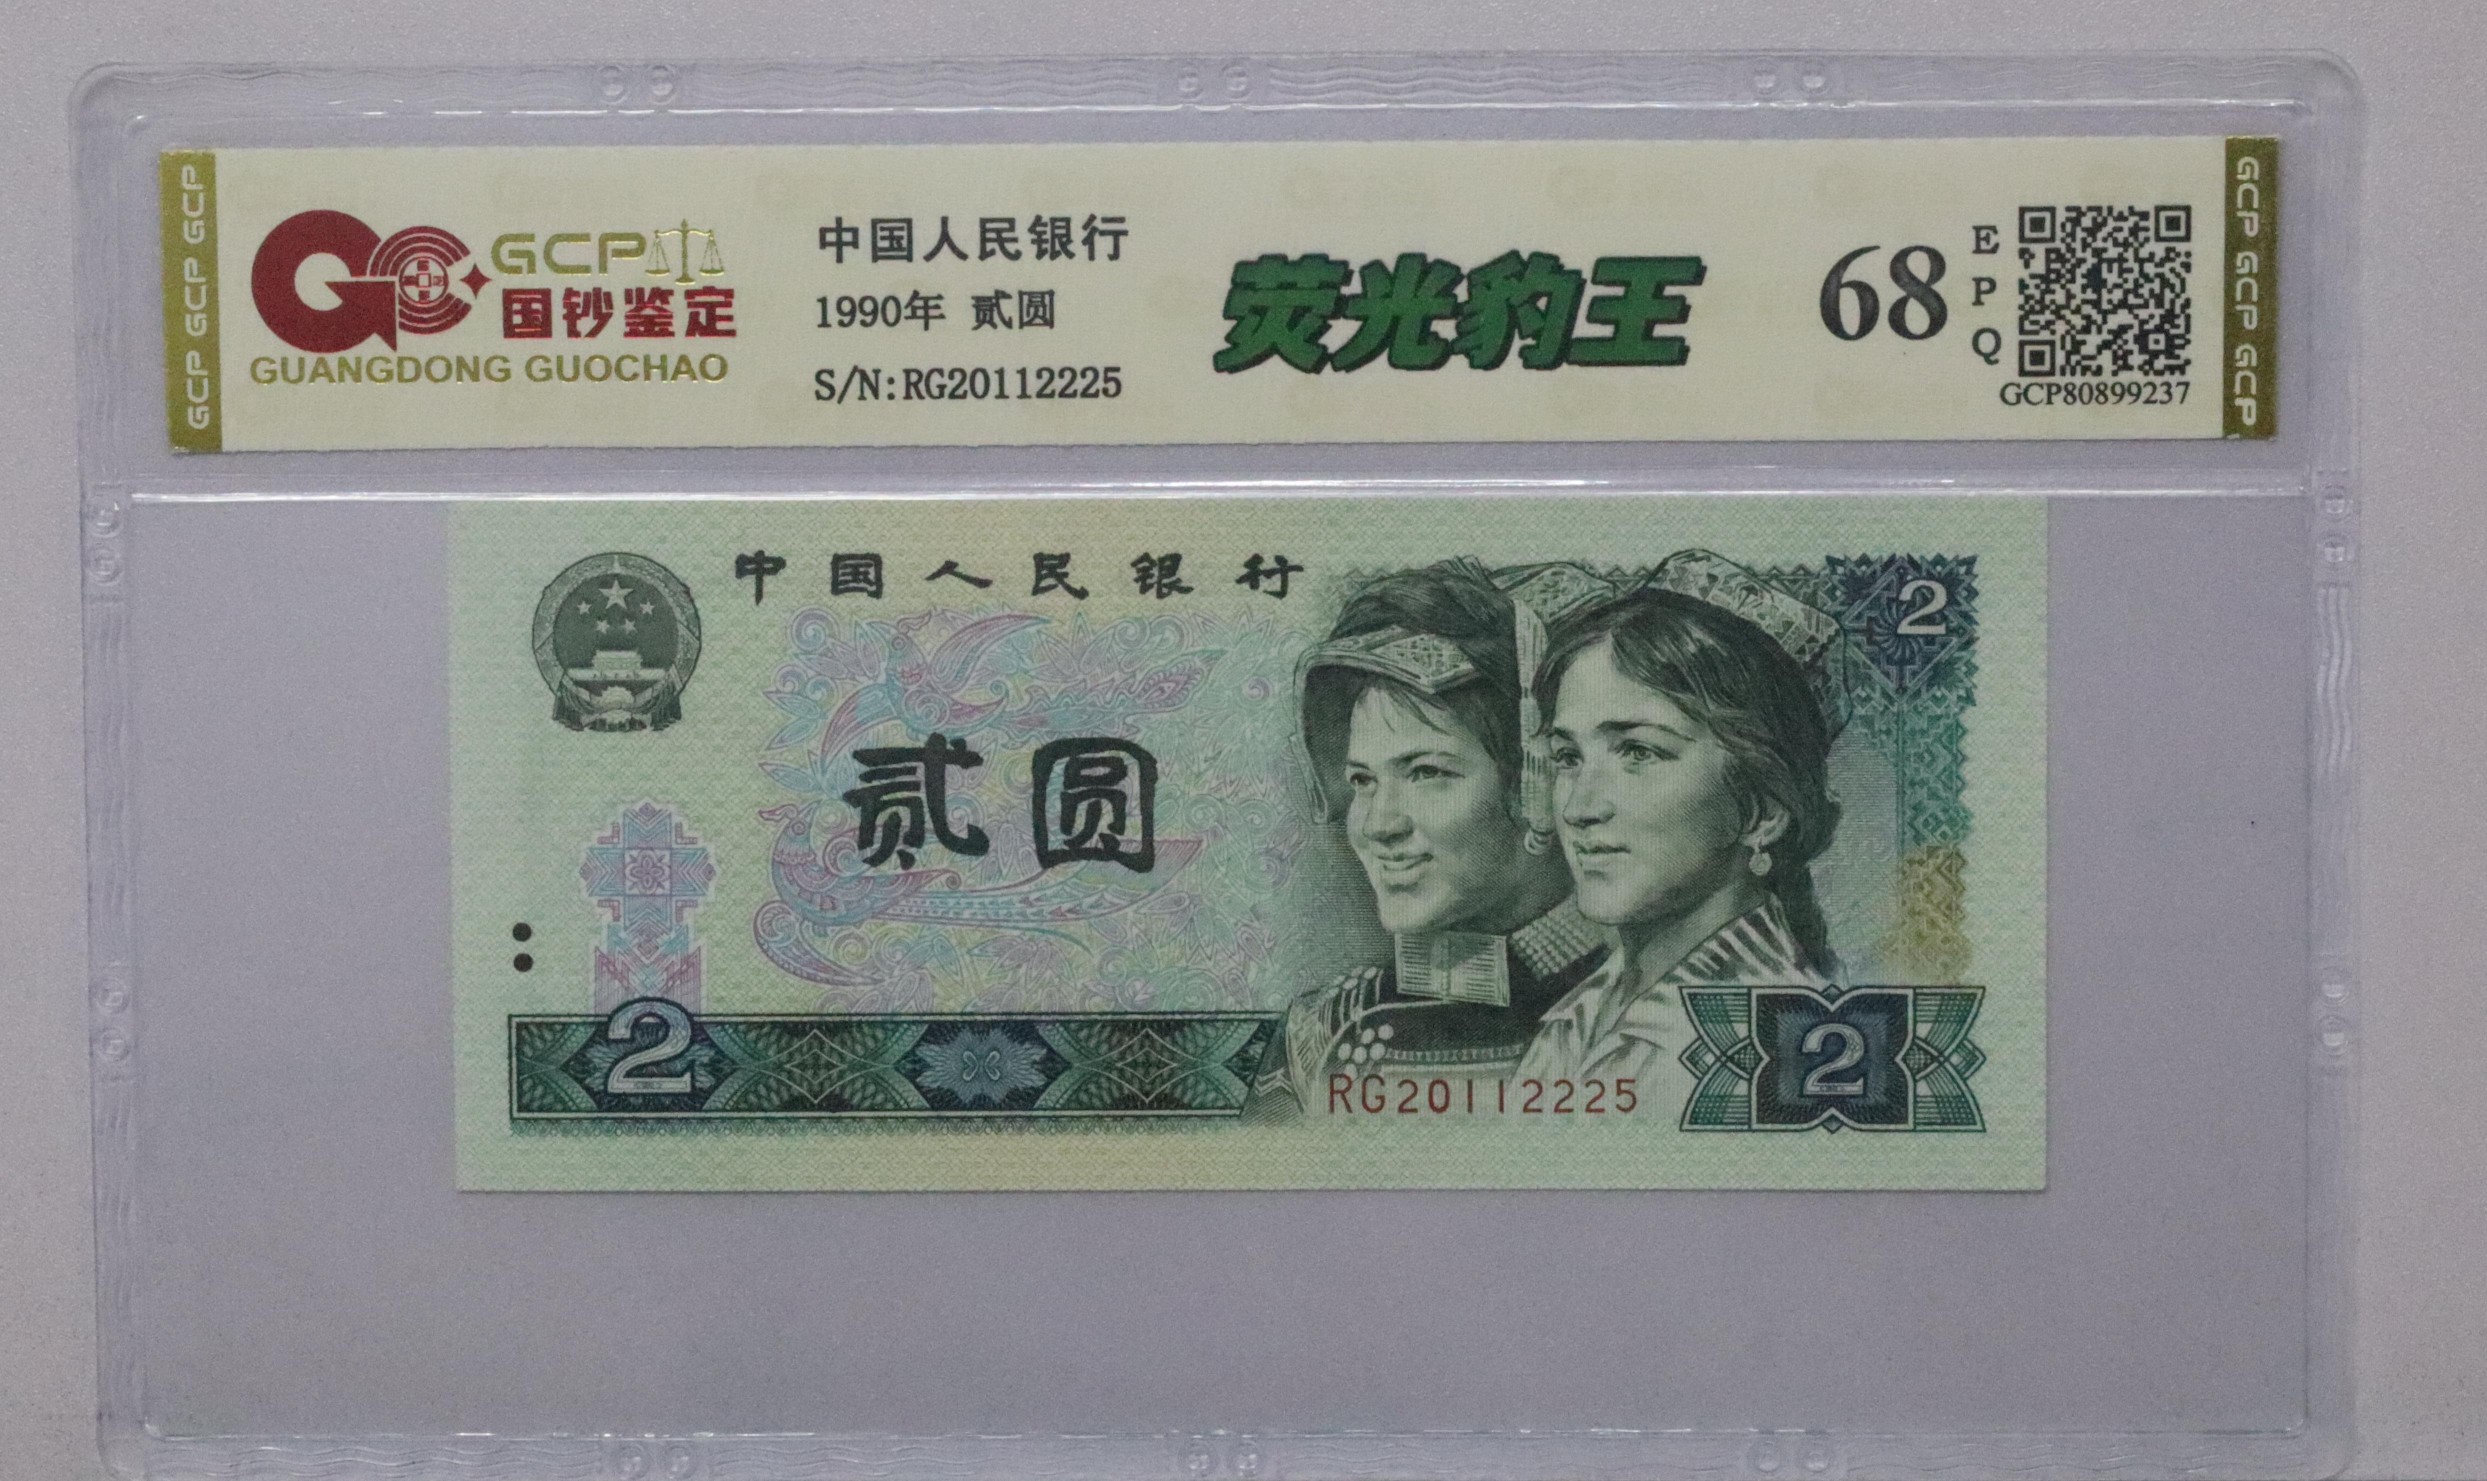 GCP GCP GCP
GCP
国钞鉴定
GUANGDONG GUOCHAO
中国人民银行
1990年 贰圆
S/N:RG20112225
荧光豹王
68
E
P
Q
GCP80899237
GCP GCP GCP
中国人民银行
2
贰圆
2
RG20112225
2